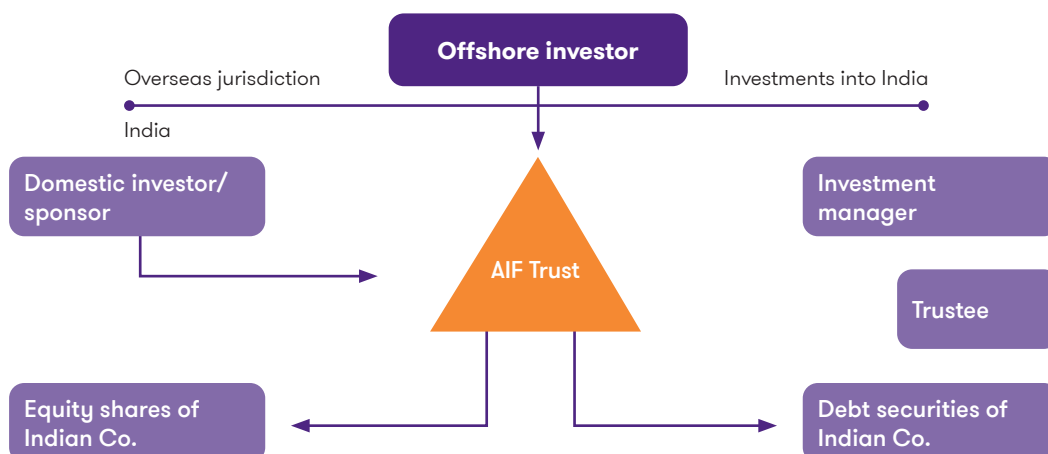 Offshore investor
Overseas jurisdiction
Investments into India
India
Domestic investor/
sponsor
Investment
manager
AIF Trust
Trustee
Equity shares of
Indian Co.
Debt securities of
Indian Co.